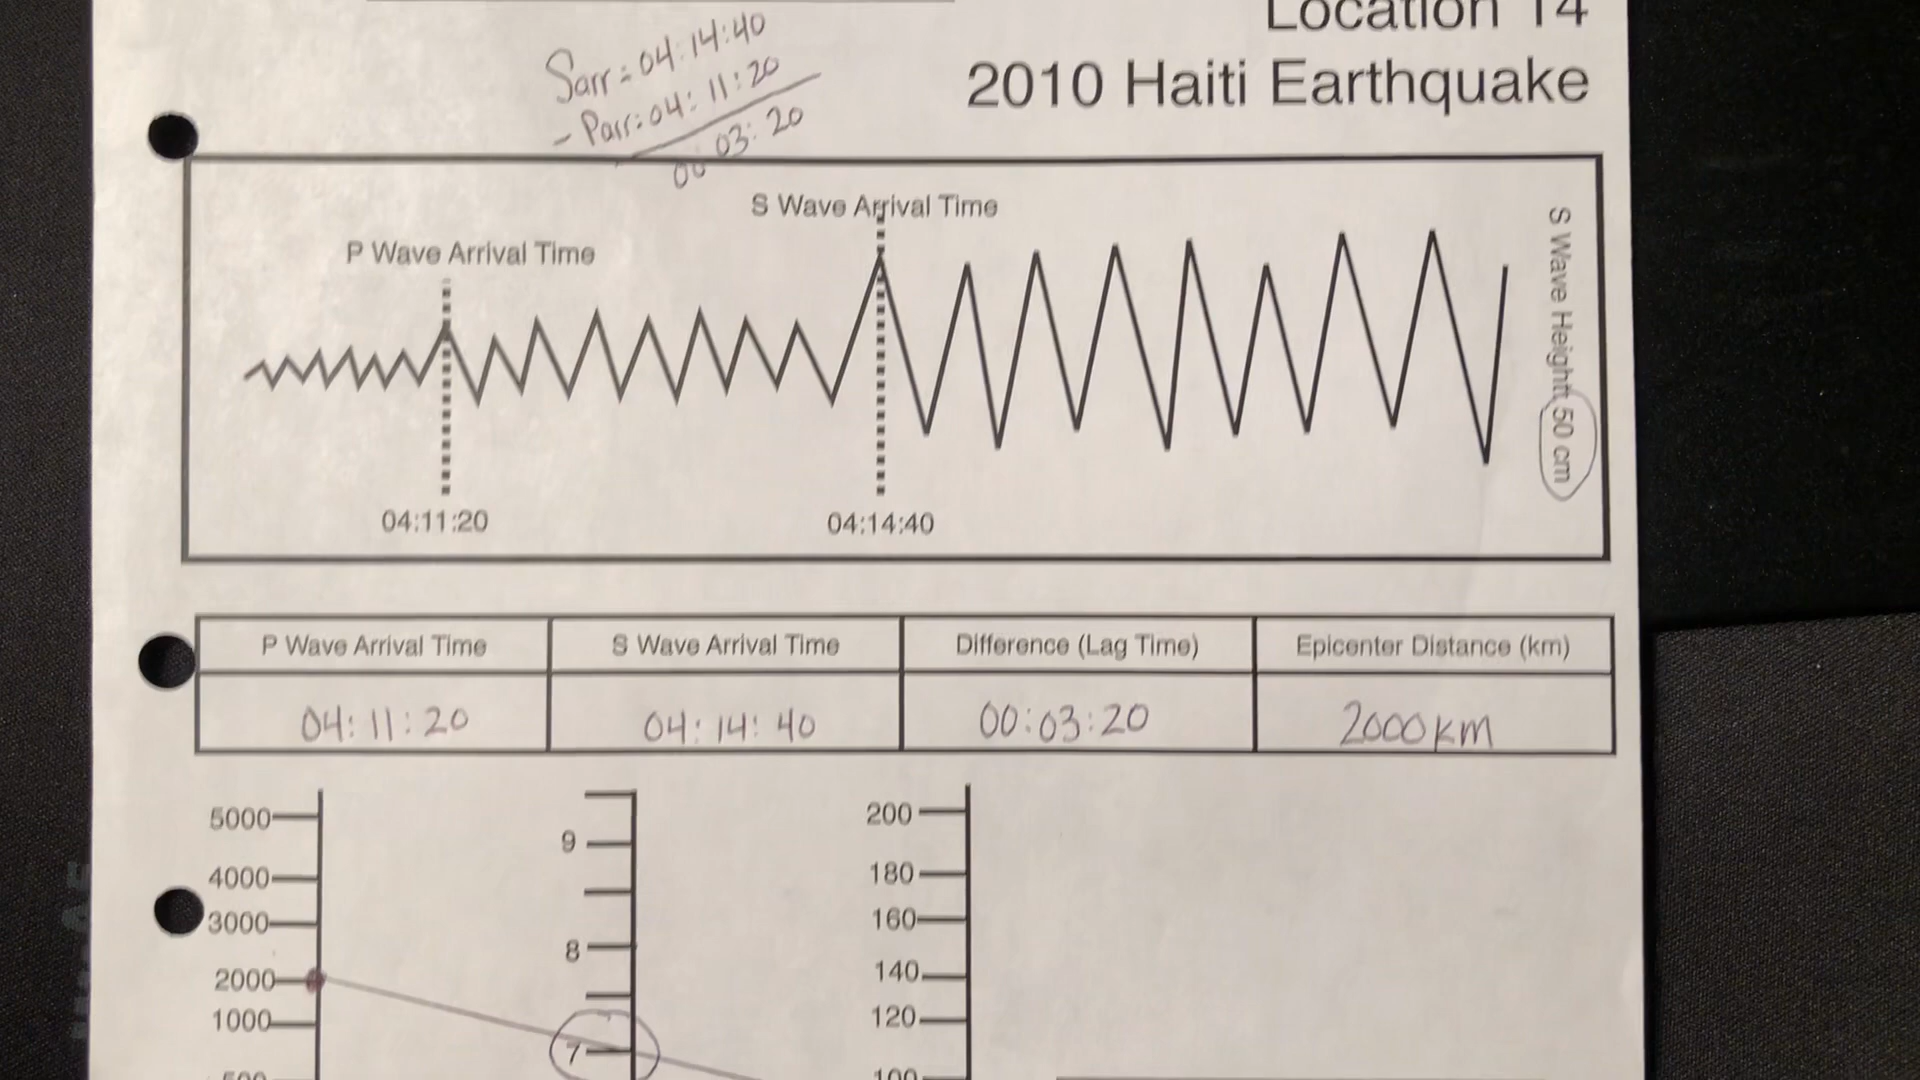 Location 14
2010 Haiti Earthquake
Sarr = 04:14:40
- Parr: 04:11:20
00 03:20
S Wave Arrival Time
P Wave Arrival Time
S Wave Heightt 50 cm
04:11:20
04:14:40
P Wave Arrival Time
S Wave Arrival Time
Difference (Lag Time)
Epicenter Distance (km)
04:11:20
04:14:40
00:03:20
2000km
5000
4000
3000
2000
1000
500
9
8
7
200
180
160
140
120
100